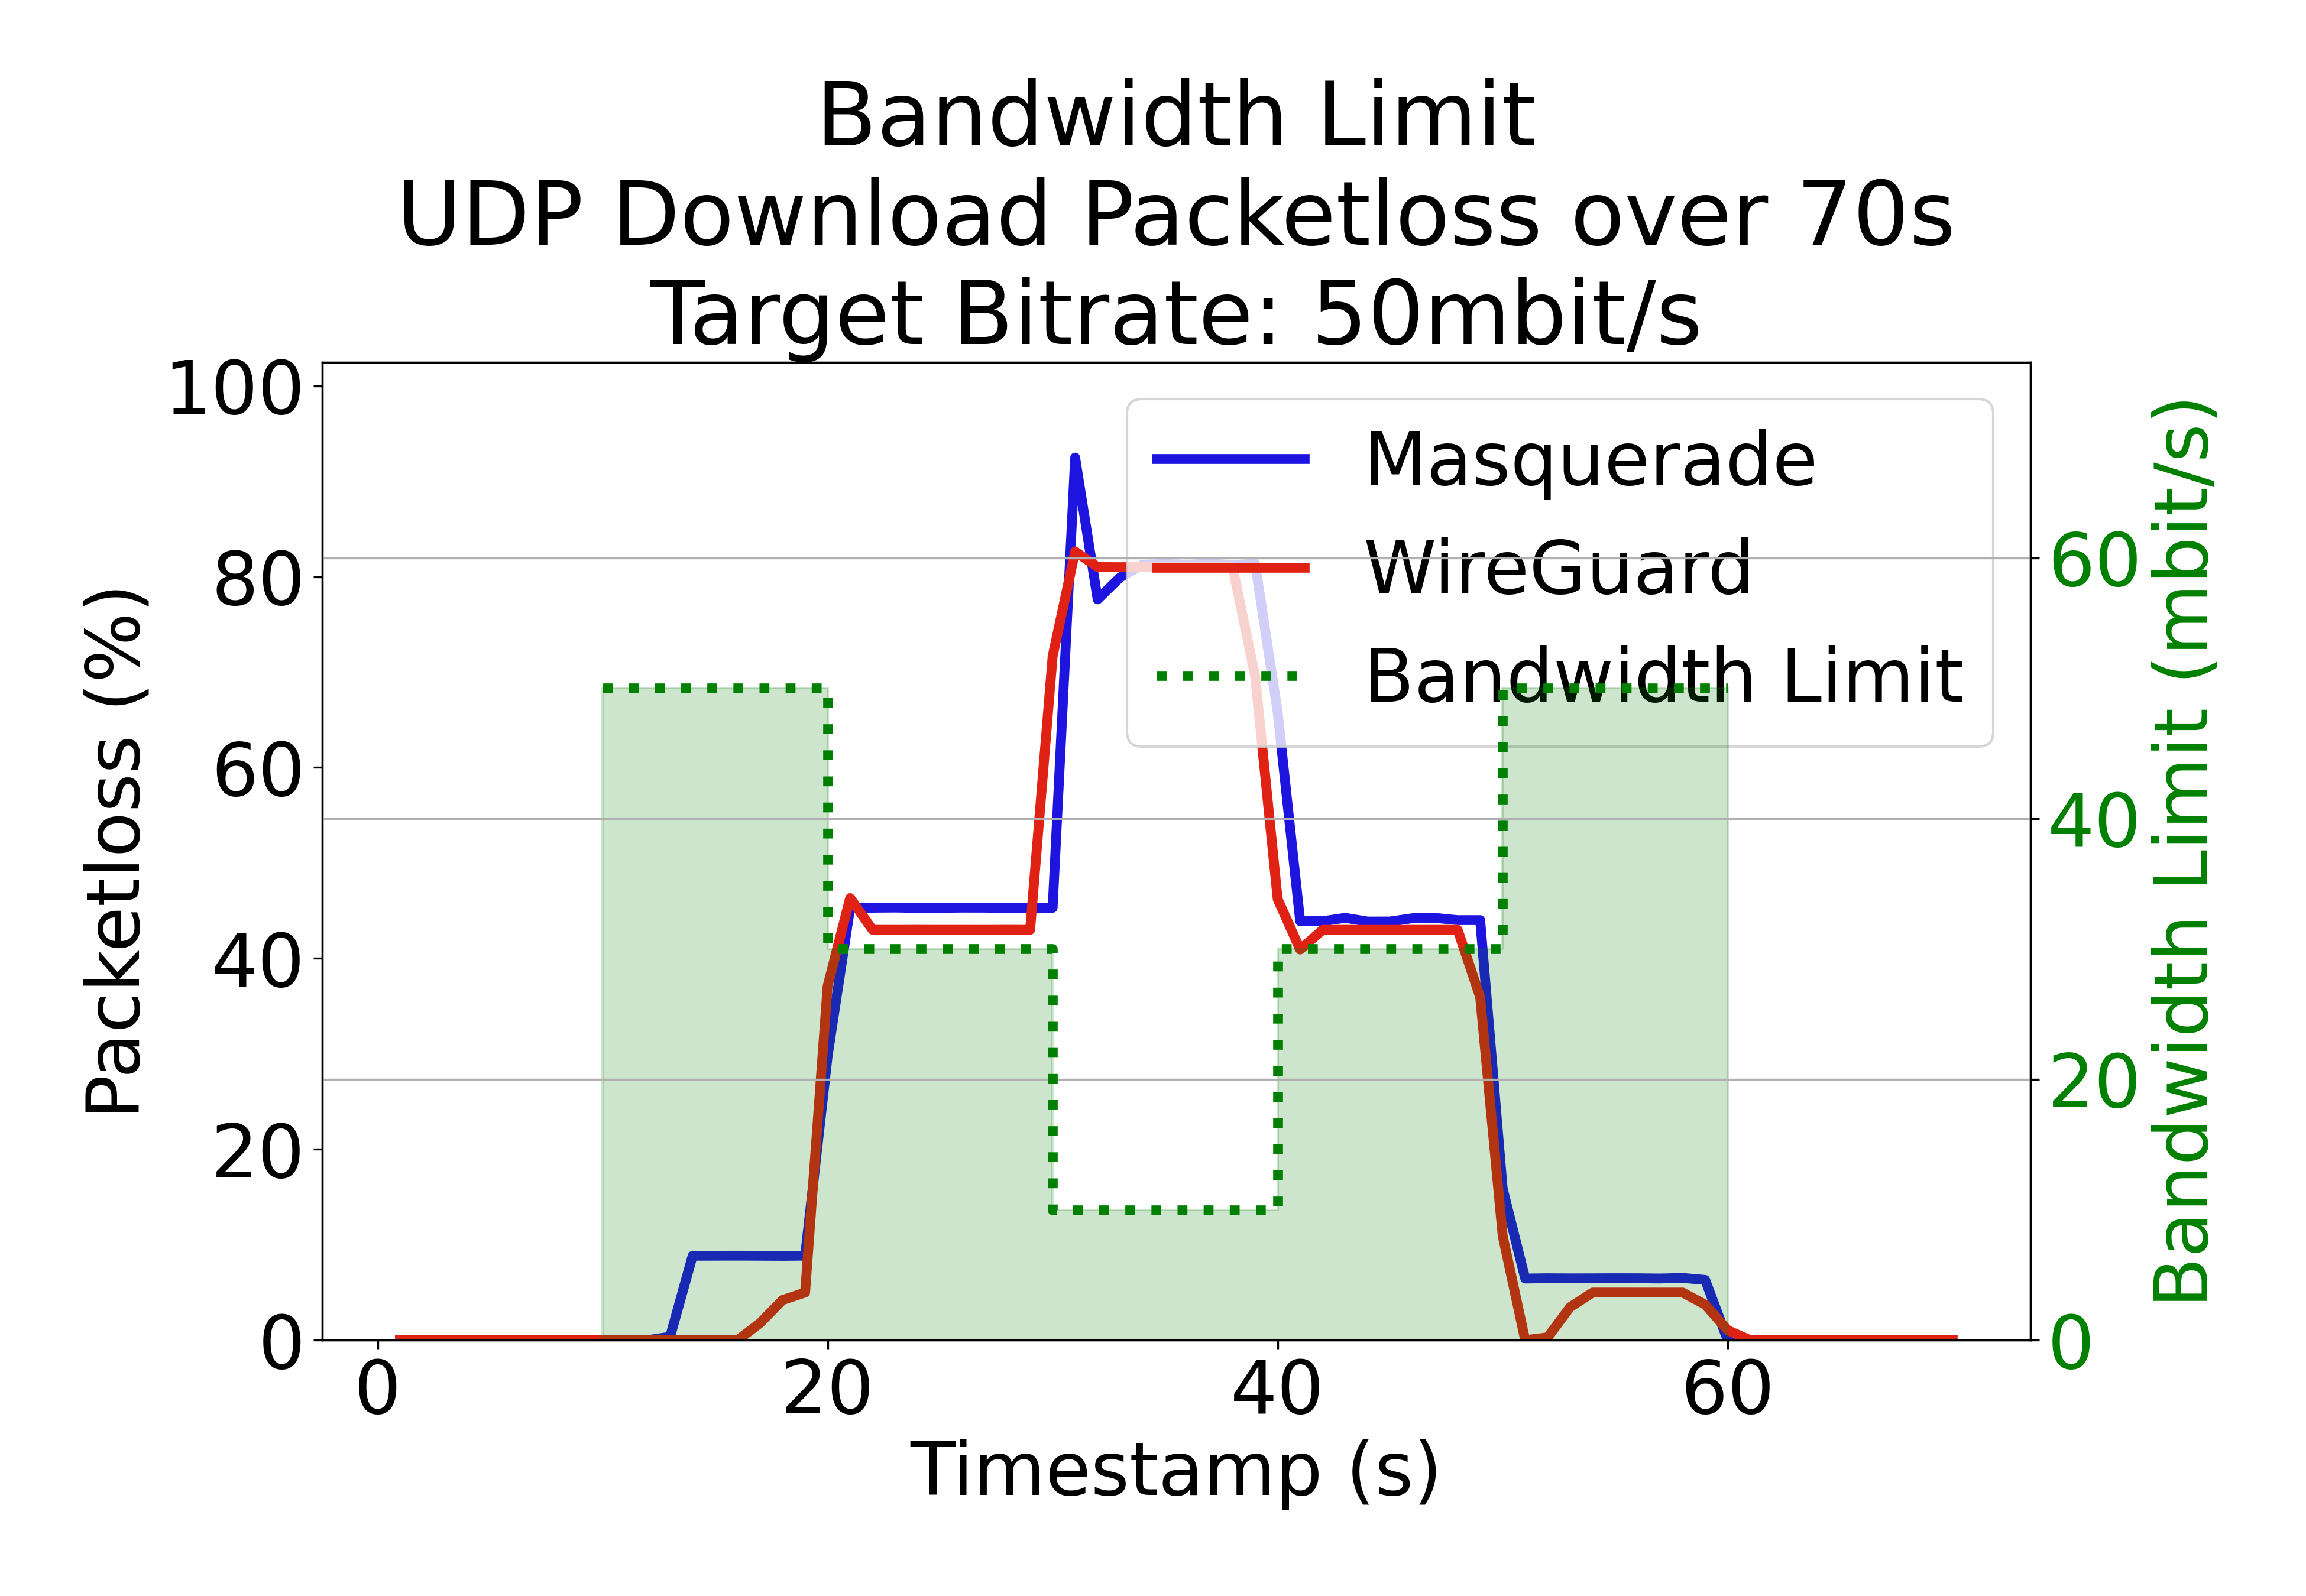 Bandwidth Limit
UDP Download Packetloss over 70s
Target Bitrate: 50mbit/s
Packetloss (%)
100
80
60
40
20
0
Masquerade
WireGuard
Bandwidth Limit
60
40
20
0
Bandwidth Limit (mbit/s)
0 20 40 60
Timestamp (s)